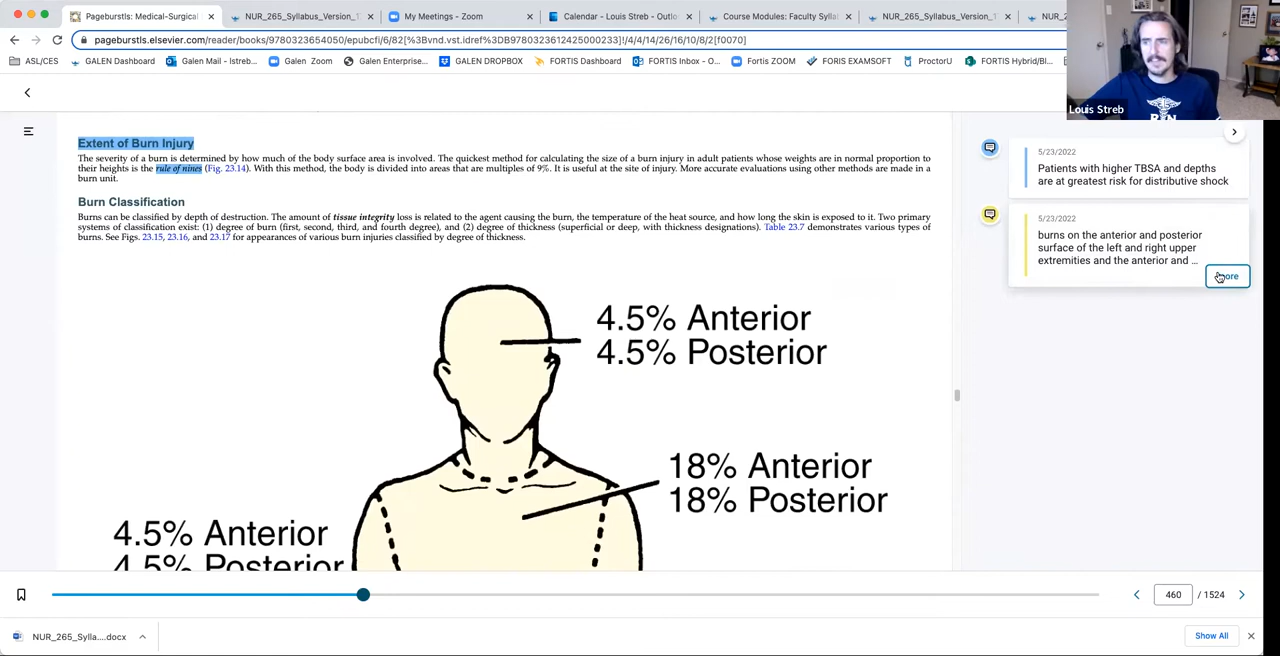 Pageburstls: Medical-Surgical
NUR_265_Syllabus_Version_1
My Meetings - Zoom
Calendar - Louis Streb - Outlo
Course Modules: Faculty Sylla
NUR_265_Syllabus_Version_1
NUR_2
pageburstls.elsevier.com/reader/books/9780323654050/epubcfi/6/82[%3Bvnd.vst.idref%3DB9780323612425000233]!/4/4/14/26/16/10/8/2[f0070]
ASL/CES
GALEN Dashboard
Galen Mail - lstreb...
Galen Zoom
Galen Enterprise...
GALEN DROPBOX
FORTIS Dashboard
FORTIS Inbox - O...
Fortis ZOOM
FORIS EXAMSOFT
ProctorU
FORTIS Hybrid/Bl...
Louis Streb
Extent of Burn Injury
The severity of a burn is determined by how much of the body surface area is involved. The quickest method for calculating the size of a burn injury in adult patients whose weights are in normal proportion to
their heights is the rule of nines (Fig. 23.14). With this method, the body is divided into areas that are multiples of 9%. It is useful at the site of injury. More accurate evaluations using other methods are made in a
burn unit.
Burn Classification
Burns can be classified by depth of destruction. The amount of tissue integrity loss is related to the agent causing the burn, the temperature of the heat source, and how long the skin is exposed to it. Two primary
systems of classification exist: (1) degree of burn (first, second, third, and fourth degree), and (2) degree of thickness (superficial or deep, with thickness designations). Table 23.7 demonstrates various types of
burns. See Figs. 23.15, 23.16, and 23.17 for appearances of various burn injuries classified by degree of thickness.
4.5% Anterior
4.5% Posterior
18% Anterior
18% Posterior
4.5% Anterior
4.5% Posterior
5/23/2022
Patients with higher TBSA and depths
are at greatest risk for distributive shock
5/23/2022
burns on the anterior and posterior
surface of the left and right upper
extremities and the anterior and ...
460 / 1524
NUR_265_Sylla....docx
Show All